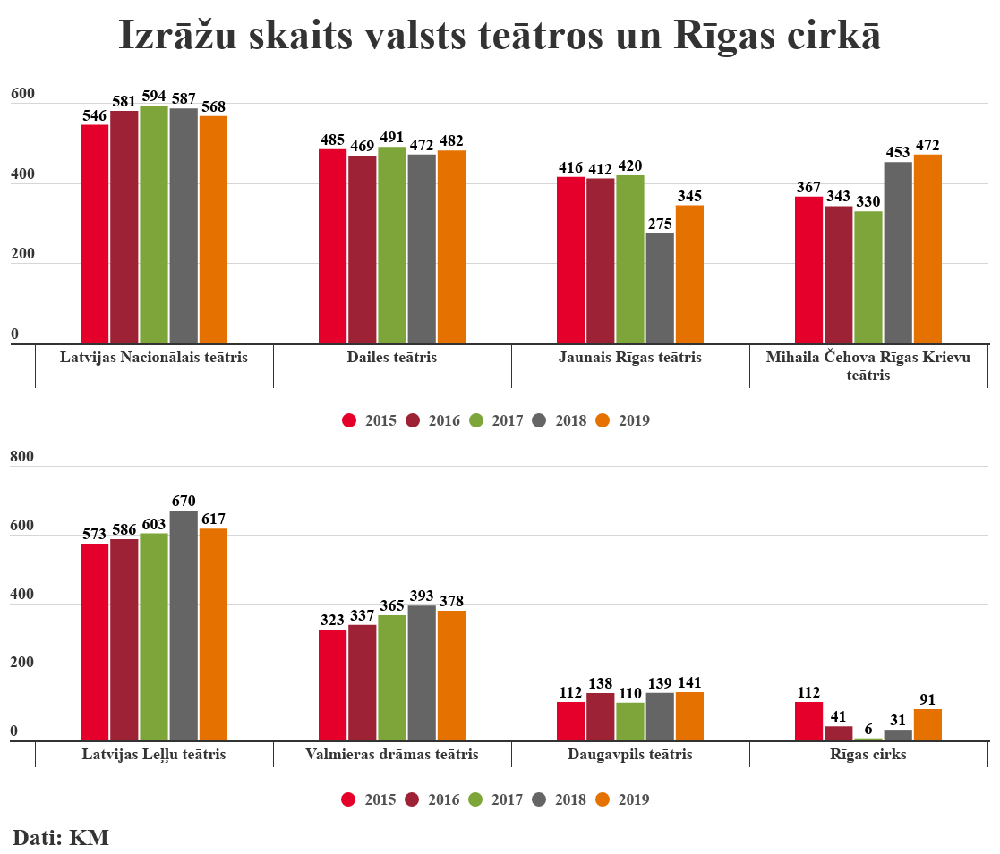 Izrāžu skaits valsts teātros un Rīgas cirkā
600
400
200
0
546 581 594 587 568
485 469 491 472 482
416 412 420 275 345
367 343 330 453 472
Latvijas Nacionālais teātris
Dailes teātris
Jaunais Rīgas teātris
Mihaila Čehova Rīgas Krievu
teātris
2015 2016 2017 2018 2019
800
600
400
200
0
573 586 603 670 617
323 337 365 393 378
112 138 110 139 141
112 41 6 31 91
Latvijas Leļļu teātris
Valmieras drāmas teātris
Daugavpils teātris
Rīgas cirks
2015 2016 2017 2018 2019
Dati: KM